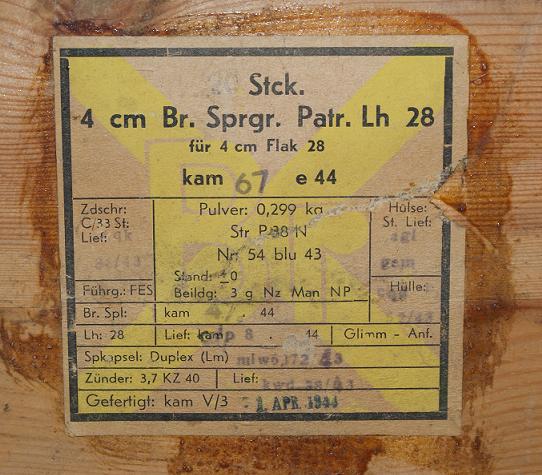 Stck.
4 cm Br. Sprgr. Patr. Lh 28
für 4 cm Flak 28
kam 67 e 44
Zdschr:
C/33 St:
Lief:
Pulver: 0,299 kg
Str P 38 N
Nr. 54 blu 43
Hülse:
St. Lief:
Stand: 0
Führg.: FES
Beildg: 3 g Nz Man NP
Hülle:
Br. Spl:
kam . 44
Lh: 28
Lief: 8 . 44
Glimm - Anf.
Spkapsel: Duplex (Lm)
Zünder: 3,7 KZ 40
Lief:
Gefertigt: kam V/3
APR. 1944